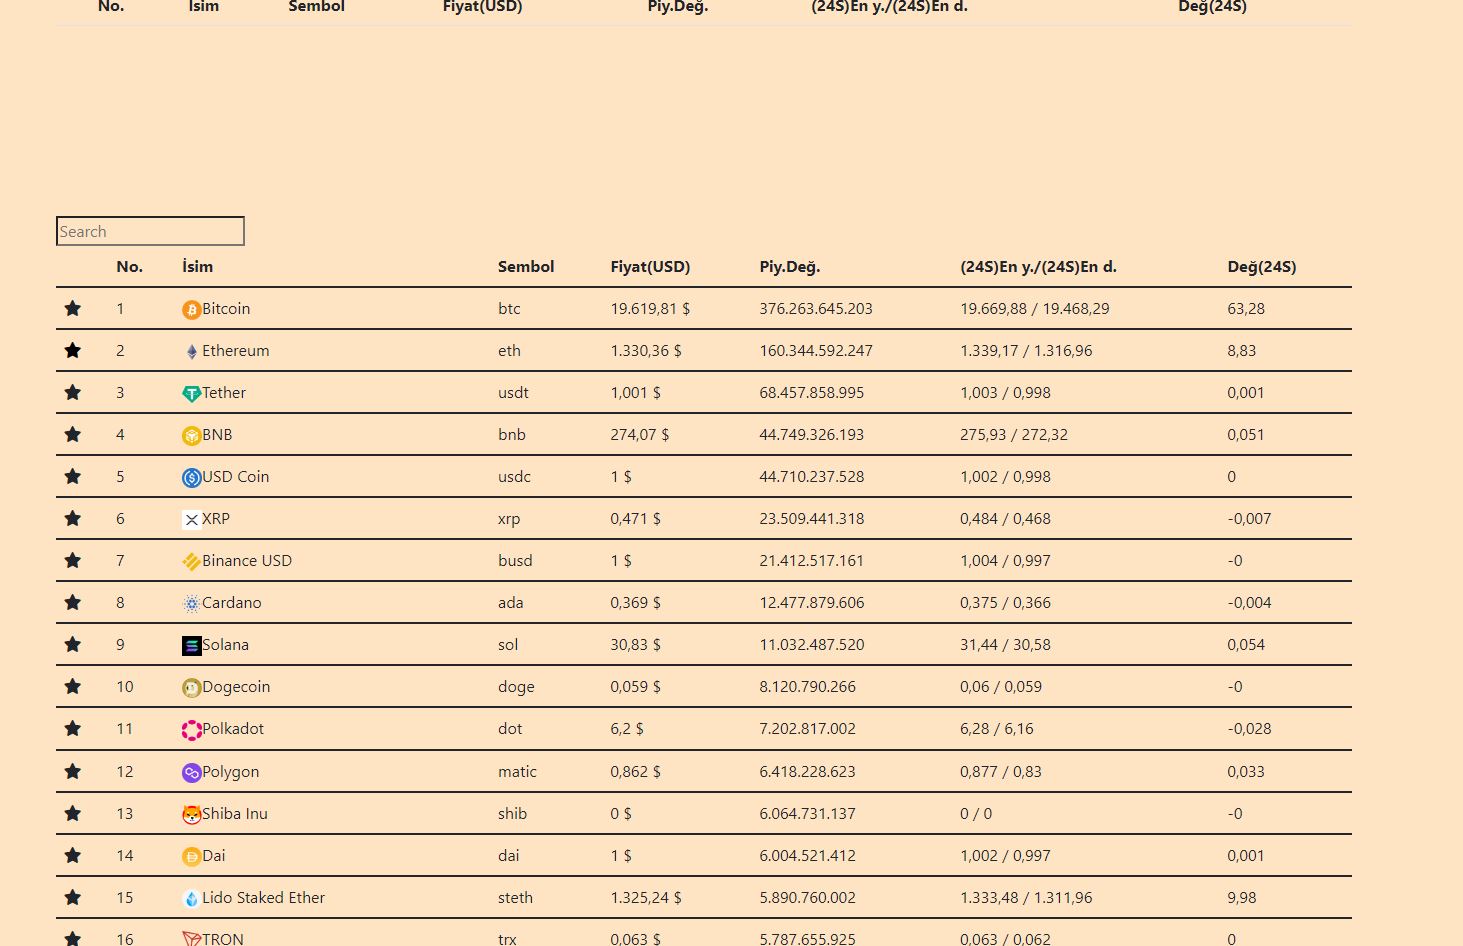 No. İsim Sembol Fiyat(USD) Piy.Değ. (24S)En y./(24S)En d. Değ(24S)
Search
No. İsim Sembol Fiyat(USD) Piy.Değ. (24S)En y./(24S)En d. Değ(24S)
1 Bitcoin btc 19.619,81 $ 376.263.645.203 19.669,88 / 19.468,29 63,28
2 Ethereum eth 1.330,36 $ 160.344.592.247 1.339,17 / 1.316,96 8,83
3 Tether usdt 1,001 $ 68.457.858.995 1,003 / 0,998 0,001
4 BNB bnb 274,07 $ 44.749.326.193 275,93 / 272,32 0,051
5 USD Coin usdc 1 $ 44.710.237.528 1,002 / 0,998 0
6 XRP xrp 0,471 $ 23.509.441.318 0,484 / 0,468 -0,007
7 Binance USD busd 1 $ 21.412.517.161 1,004 / 0,997 -0
8 Cardano ada 0,369 $ 12.477.879.606 0,375 / 0,366 -0,004
9 Solana sol 30,83 $ 11.032.487.520 31,44 / 30,58 0,054
10 Dogecoin doge 0,059 $ 8.120.790.266 0,06 / 0,059 -0
11 Polkadot dot 6,2 $ 7.202.817.002 6,28 / 6,16 -0,028
12 Polygon matic 0,862 $ 6.418.228.623 0,877 / 0,83 0,033
13 Shiba Inu shib 0 $ 6.064.731.137 0 / 0 -0
14 Dai dai 1 $ 6.004.521.412 1,002 / 0,997 0,001
15 Lido Staked Ether steth 1.325,24 $ 5.890.760.002 1.333,48 / 1.311,96 9,98
16 TRON trx 0,063 $ 5.787.655.925 0,063 / 0,062 0